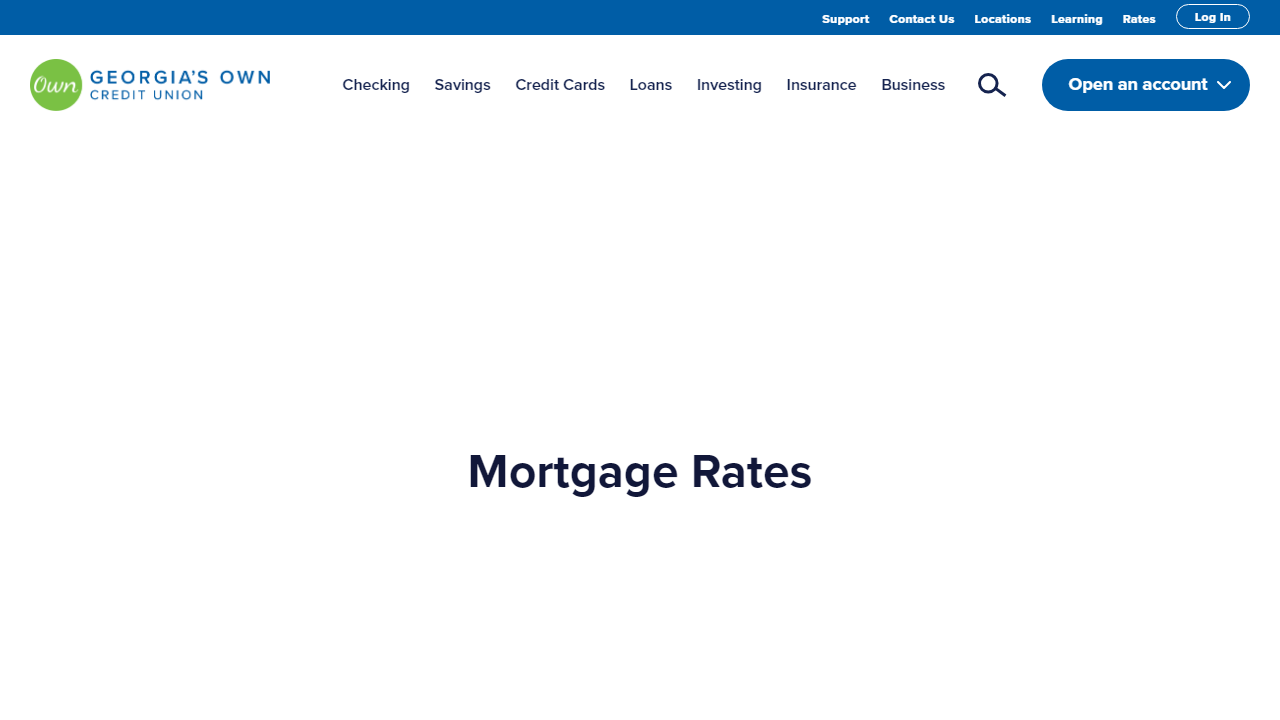 Support Contact Us Locations Learning Rates Log In
Own GEORGIA'S OWN
CREDIT UNION
Checking Savings Credit Cards Loans Investing Insurance Business Open an account
Mortgage Rates